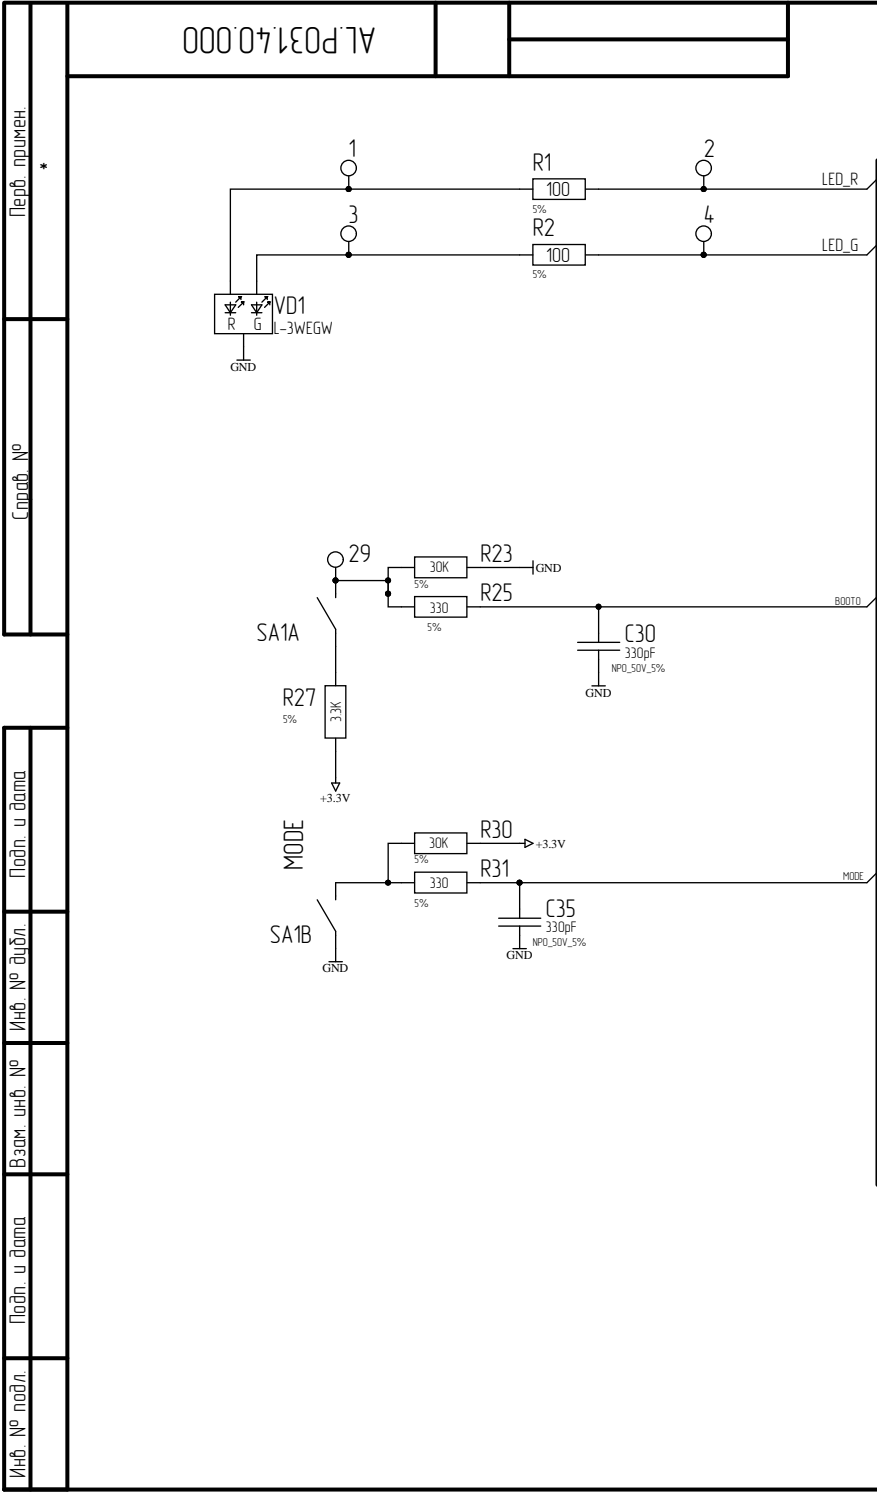 AL.P03140.000
Перв. примен.
*
Справ. №
Подп. и дата
Инв. № дубл.
Взам. инв. №
Подп. и дата
Инв. № подл.
1
R1
100
5%
2
LED_R
3
R2
100
5%
4
LED_G
R G
VD1
L-3WEGW
GND
29
30K
5%
R23
GND
330
5%
R25
BOOT0
SA1A
C30
330pF
NP0_50V_5%
GND
R27
5%
3.3K
+3.3V
MODE
30K
5%
R30
+3.3V
330
5%
R31
MODE
SA1B
GND
C35
330pF
NP0_50V_5%
GND